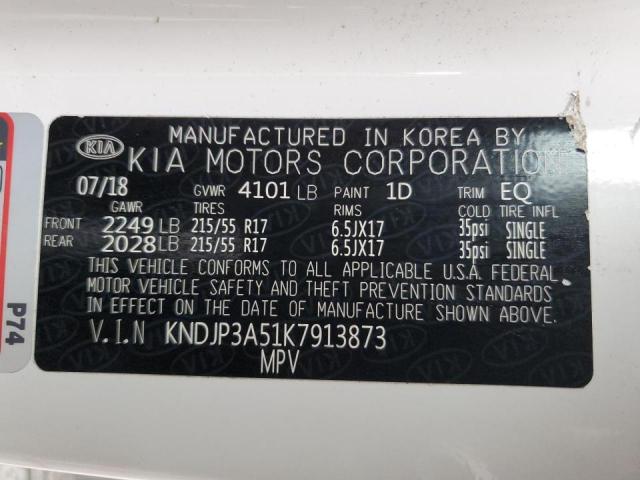 MANUFACTURED IN KOREA BY
KIA KIA MOTORS CORPORATION
07/18 GVWR 4101 LB PAINT 1D TRIM EQ
GAWR TIRES RIMS COLD TIRE INFL
FRONT 2249 LB 215/55 R17 6.5JX17 35psi SINGLE
REAR 2028 LB 215/55 R17 6.5JX17 35psi SINGLE
THIS VEHICLE CONFORMS TO ALL APPLICABLE U.S.A. FEDERAL
MOTOR VEHICLE SAFETY AND THEFT PREVENTION STANDARDS
IN EFFECT ON THE DATE OF MANUFACTURE SHOWN ABOVE.
V.I.N KNDJP3A51K7913873
MPV
P74